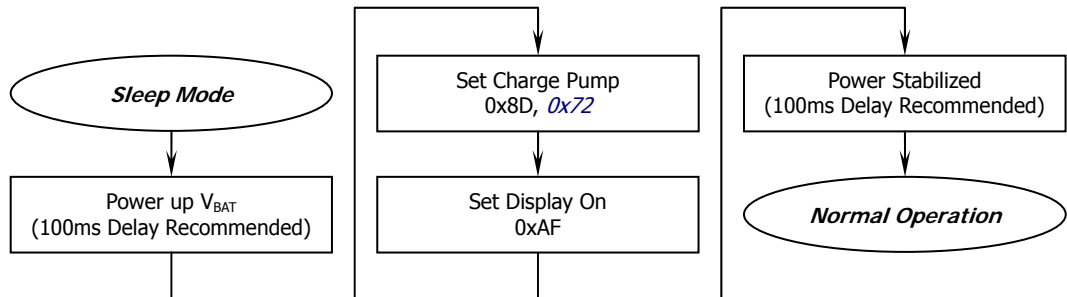 Sleep Mode
Power up VBAT
(100ms Delay Recommended)
Set Charge Pump
0x8D, 0x72
Set Display On
0xAF
Power Stabilized
(100ms Delay Recommended)
Normal Operation